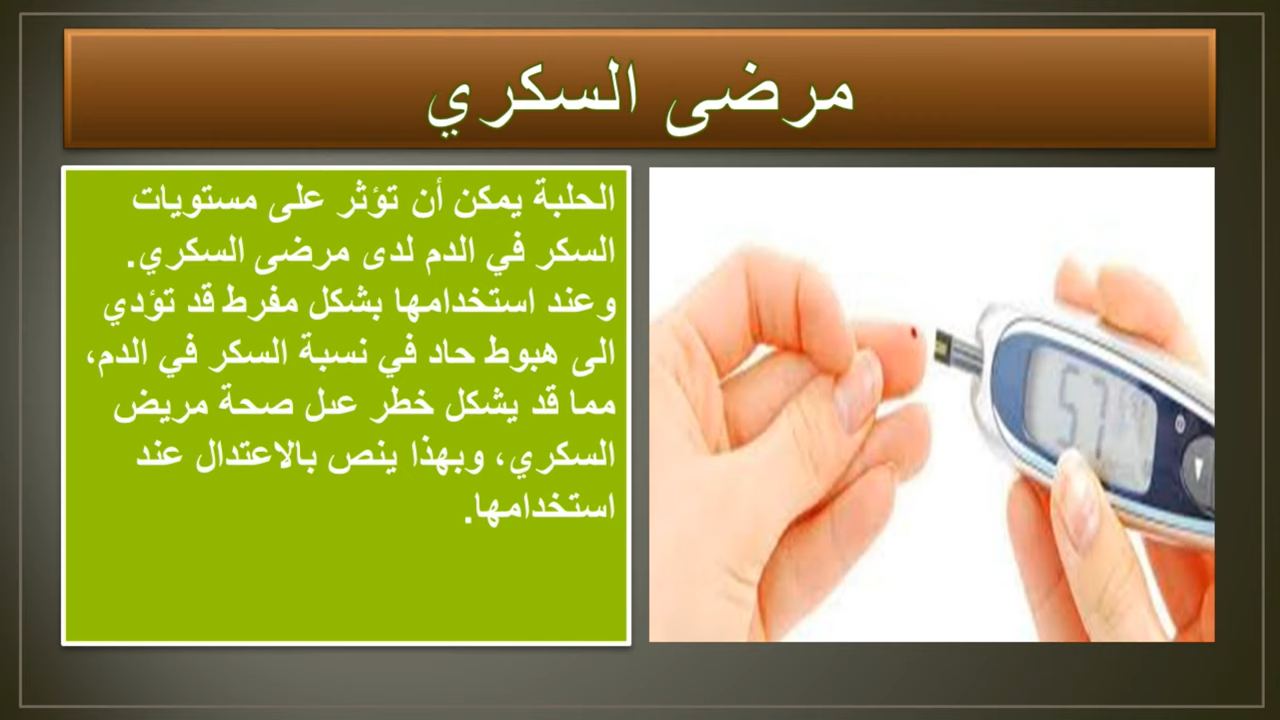 مرضى السكري
الحلبة يمكن أن تؤثر على مستويات
السكر في الدم لدى مرضى السكري.
وعند استخدامها بشكل مفرط قد تؤدي
الى هبوط حاد في نسبة السكر في الدم،
مما قد يشكل خطر عىل صحة مريض
السكري، وبهذا ينص بالاعتدال عند
استخدامها.